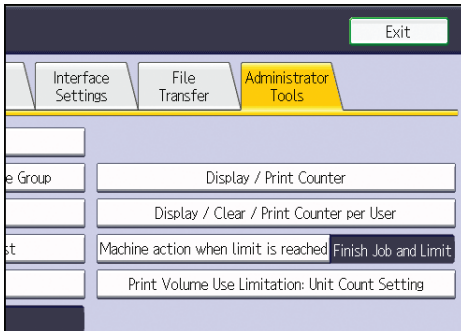 Exit
Interface
Settings
File
Transfer
Administrator
Tools
e Group
Display / Print Counter
Display / Clear / Print Counter per User
st
Machine action when limit is reached Finish Job and Limit
Print Volume Use Limitation: Unit Count Setting